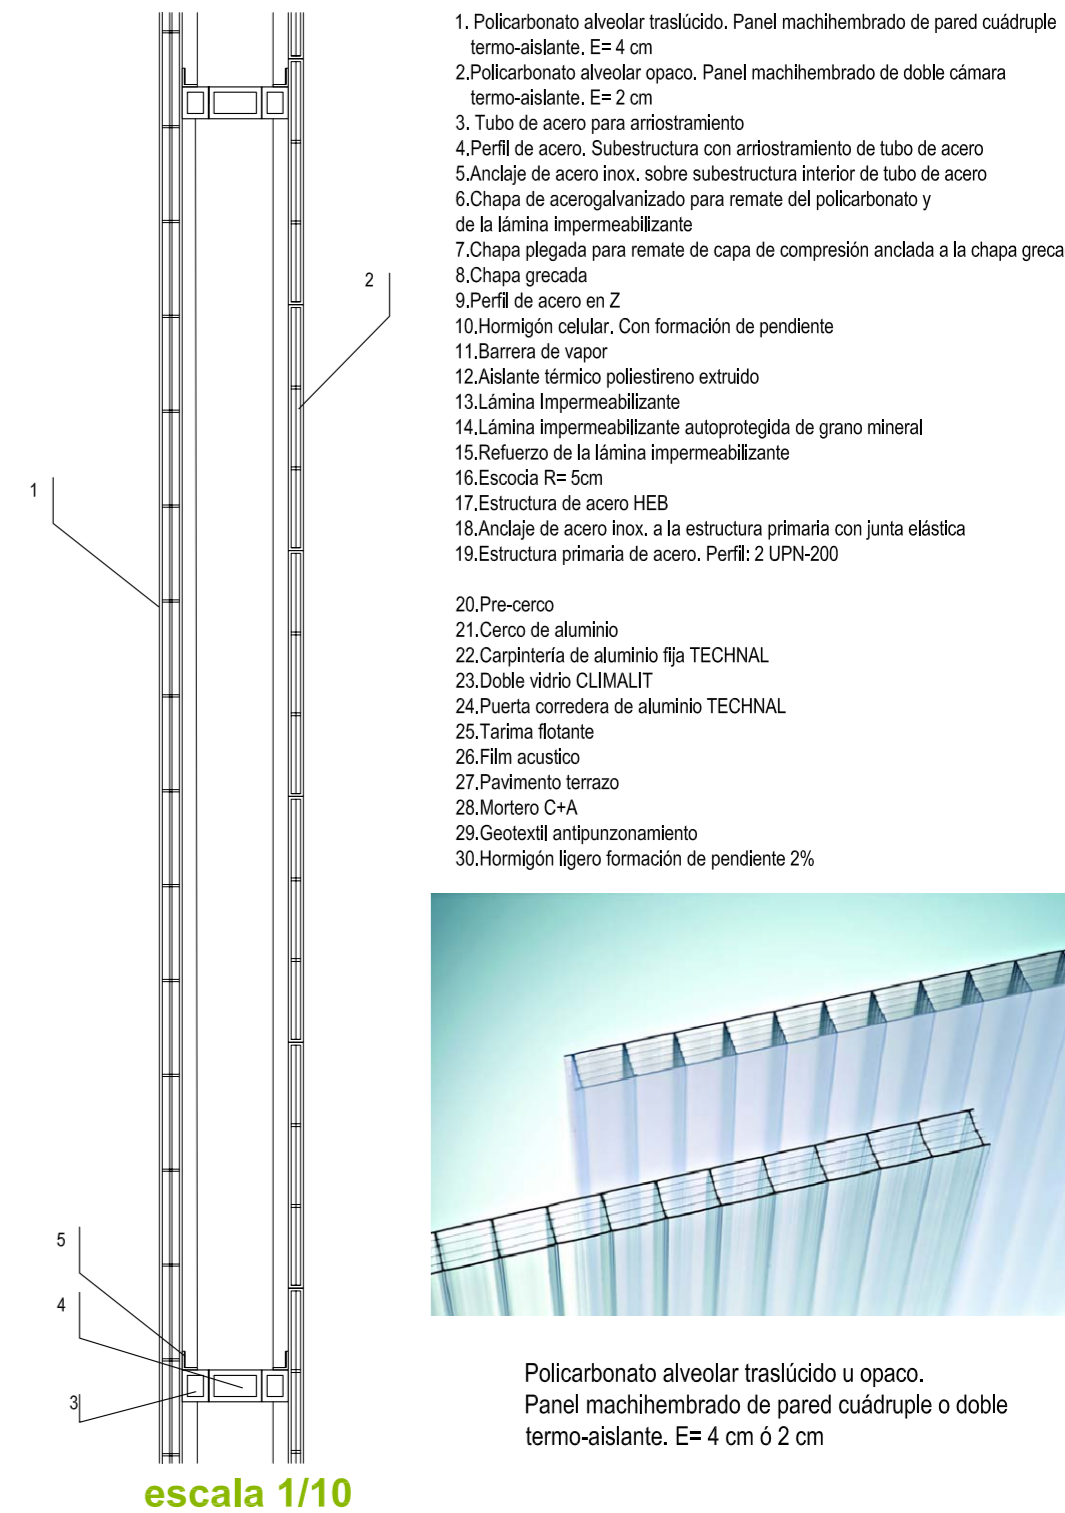 1. Policarbonato alveolar traslúcido. Panel machihembrado de pared cuádruple
termo-aislante. E= 4 cm
2.Policarbonato alveolar opaco. Panel machihembrado de doble cámara
termo-aislante. E= 2 cm
3. Tubo de acero para arriostramiento
4.Perfil de acero. Subestructura con arriostramiento de tubo de acero
5.Anclaje de acero inox. sobre subestructura interior de tubo de acero
6.Chapa de acerogalvanizado para remate del policarbonato y
de la lámina impermeabilizante
7.Chapa plegada para remate de capa de compresión anclada a la chapa greca
8.Chapa grecada
9.Perfil de acero en Z
10.Hormigón celular. Con formación de pendiente
11.Barrera de vapor
12.Aislante térmico poliestireno extruido
13.Lámina Impermeabilizante
14.Lámina impermeabilizante autoprotegida de grano mineral
15.Refuerzo de la lámina impermeabilizante
16.Escocia R= 5cm
17.Estructura de acero HEB
18.Anclaje de acero inox. a la estructura primaria con junta elástica
19.Estructura primaria de acero. Perfil: 2 UPN-200
20.Pre-cerco
21.Cerco de aluminio
22.Carpintería de aluminio fija TECHNAL
23.Doble vidrio CLIMALIT
24.Puerta corredera de aluminio TECHNAL
25.Tarima flotante
26.Film acustico
27.Pavimento terrazo
28.Mortero C+A
29.Geotextil antipunzonamiento
30.Hormigón ligero formación de pendiente 2%
2
1
5
4
3
Policarbonato alveolar traslúcido u opaco.
Panel machihembrado de pared cuádruple o doble
termo-aislante. E= 4 cm ó 2 cm
escala 1/10